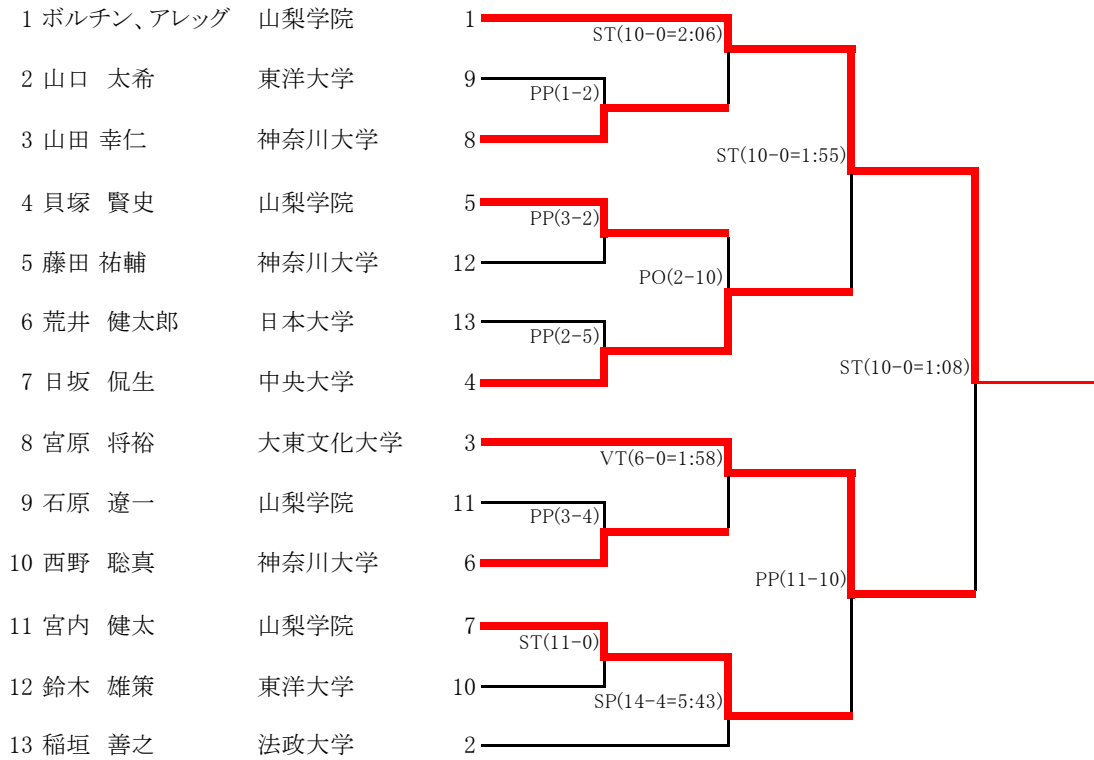 1 ボルチン、アレッグ 山梨学院 1
ST(10-0=2:06)
2 山口 太希 東洋大学 9
PP(1-2)
3 山田 幸仁 神奈川大学 8
ST(10-0=1:55)
4 貝塚 賢史 山梨学院 5
PP(3-2)
5 藤田 祐輔 神奈川大学 12
PO(2-10)
6 荒井 健太郎 日本大学 13
PP(2-5)
ST(10-0=1:08)
7 日坂 侃生 中央大学 4
8 宮原 将裕 大東文化大学 3
VT(6-0=1:58)
9 石原 遼一 山梨学院 11
PP(3-4)
10 西野 聡真 神奈川大学 6
PP(11-10)
11 宮内 健太 山梨学院 7
ST(11-0)
12 鈴木 雄策 東洋大学 10
SP(14-4=5:43)
13 稲垣 善之 法政大学 2